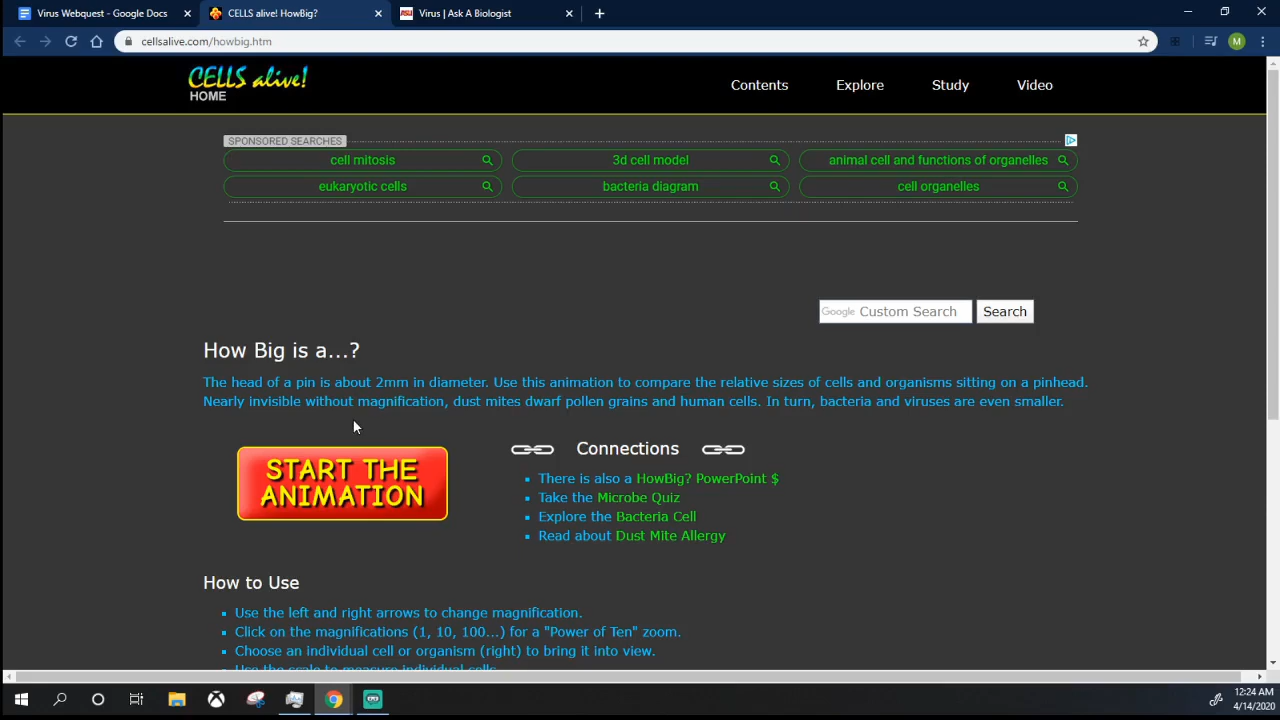 Virus Webquest - Google Docs
CELLS alive! HowBig?
Virus | Ask A Biologist
cellsalive.com/howbig.htm
M
CELLS alive!
HOME
Contents
Explore
Study
Video
SPONSORED SEARCHES
cell mitosis
3d cell model
animal cell and functions of organelles
eukaryotic cells
bacteria diagram
cell organelles
Google Custom Search
Search
How Big is a...?
The head of a pin is about 2mm in diameter. Use this animation to compare the relative sizes of cells and organisms sitting on a pinhead.
Nearly invisible without magnification, dust mites dwarf pollen grains and human cells. In turn, bacteria and viruses are even smaller.
START THE
ANIMATION
Connections
There is also a HowBig? PowerPoint $
Take the Microbe Quiz
Explore the Bacteria Cell
Read about Dust Mite Allergy
How to Use
Use the left and right arrows to change magnification.
Click on the magnifications (1, 10, 100...) for a "Power of Ten" zoom.
Choose an individual cell or organism (right) to bring it into view.
Use the scale to measure individual cells
12:24 AM
4/14/2020